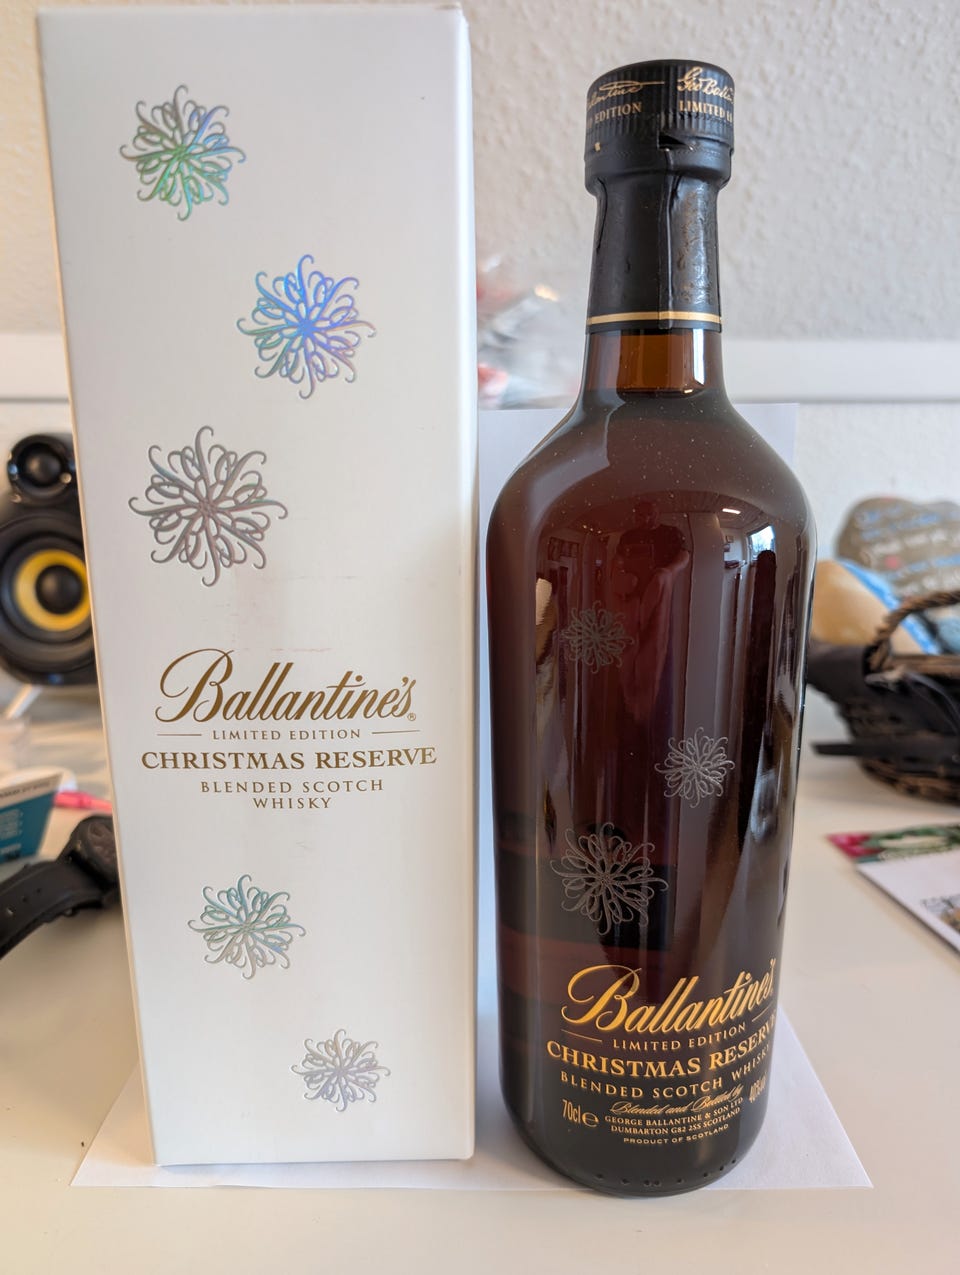 Ballantine's®
LIMITED EDITION
CHRISTMAS RESERVE
BLENDED SCOTCH
WHISKY
EDITION
LIMITED
Ballantine's
LIMITED EDITION
CHRISTMAS RESERVE
BLENDED SCOTCH WHISKY
Blended and Bottled by
70cl℮ GEORGE BALLANTINE & SON LTD
DUMBARTON G82 2SS SCOTLAND
PRODUCT OF SCOTLAND